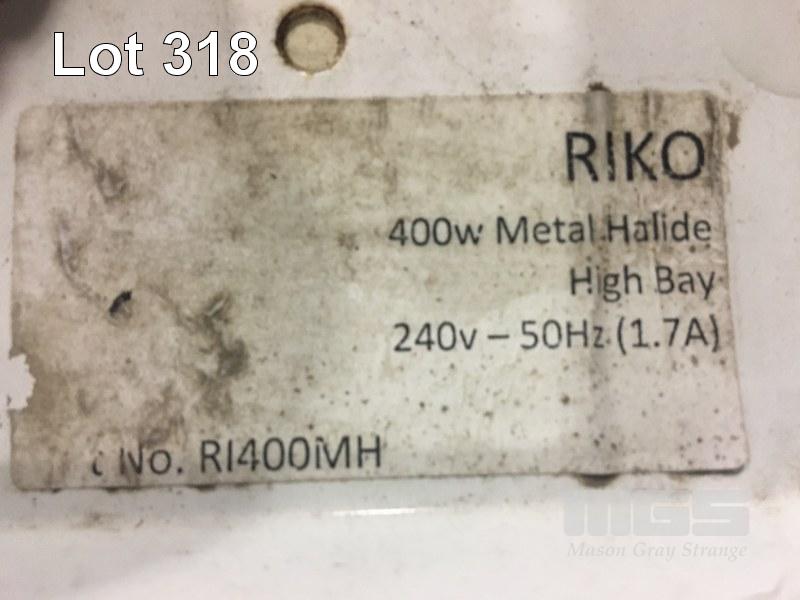 Lot 318
RIKO
400w Metal Halide
High Bay
240v – 50Hz (1.7A)
No. RI400MH
MGS
Mason Gray Strange